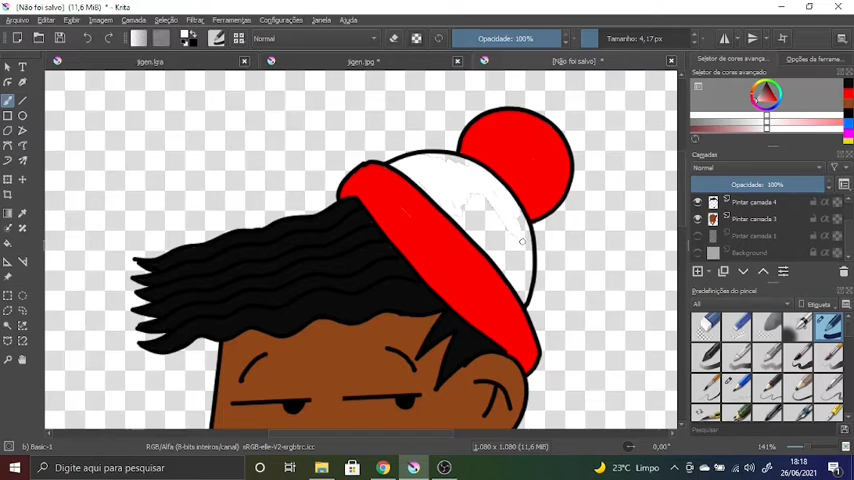 [Não foi salvo] (11,6 MiB) * - Krita
Arquivo Editar Exibir Imagem Camada Seleção Filtrar Ferramentas Configurações Janela Ajuda
Normal Opacidade: 100% Tamanho: 4,17 px
jigen.kra jigen.jpg * [Não foi salvo] *
Seletor de cores avança... Opções da ferrame...
Seletor de cores avançado
Camadas
Normal
Opacidade: 100%
Pintar camada 4
Pintar camada 3
Pintar camada 1
Background
Predefinições do pincel
All Etiqueta
Pesquisar
b) Basic-1 RGB/Alfa (8-bits inteiros/canal) sRGB-elle-V2-srgbtrc.icc 1.080 x 1.080 (11,6 MiB) 0,00° 141%
Digite aqui para pesquisar 23°C Limpo 18:18
26/06/2021